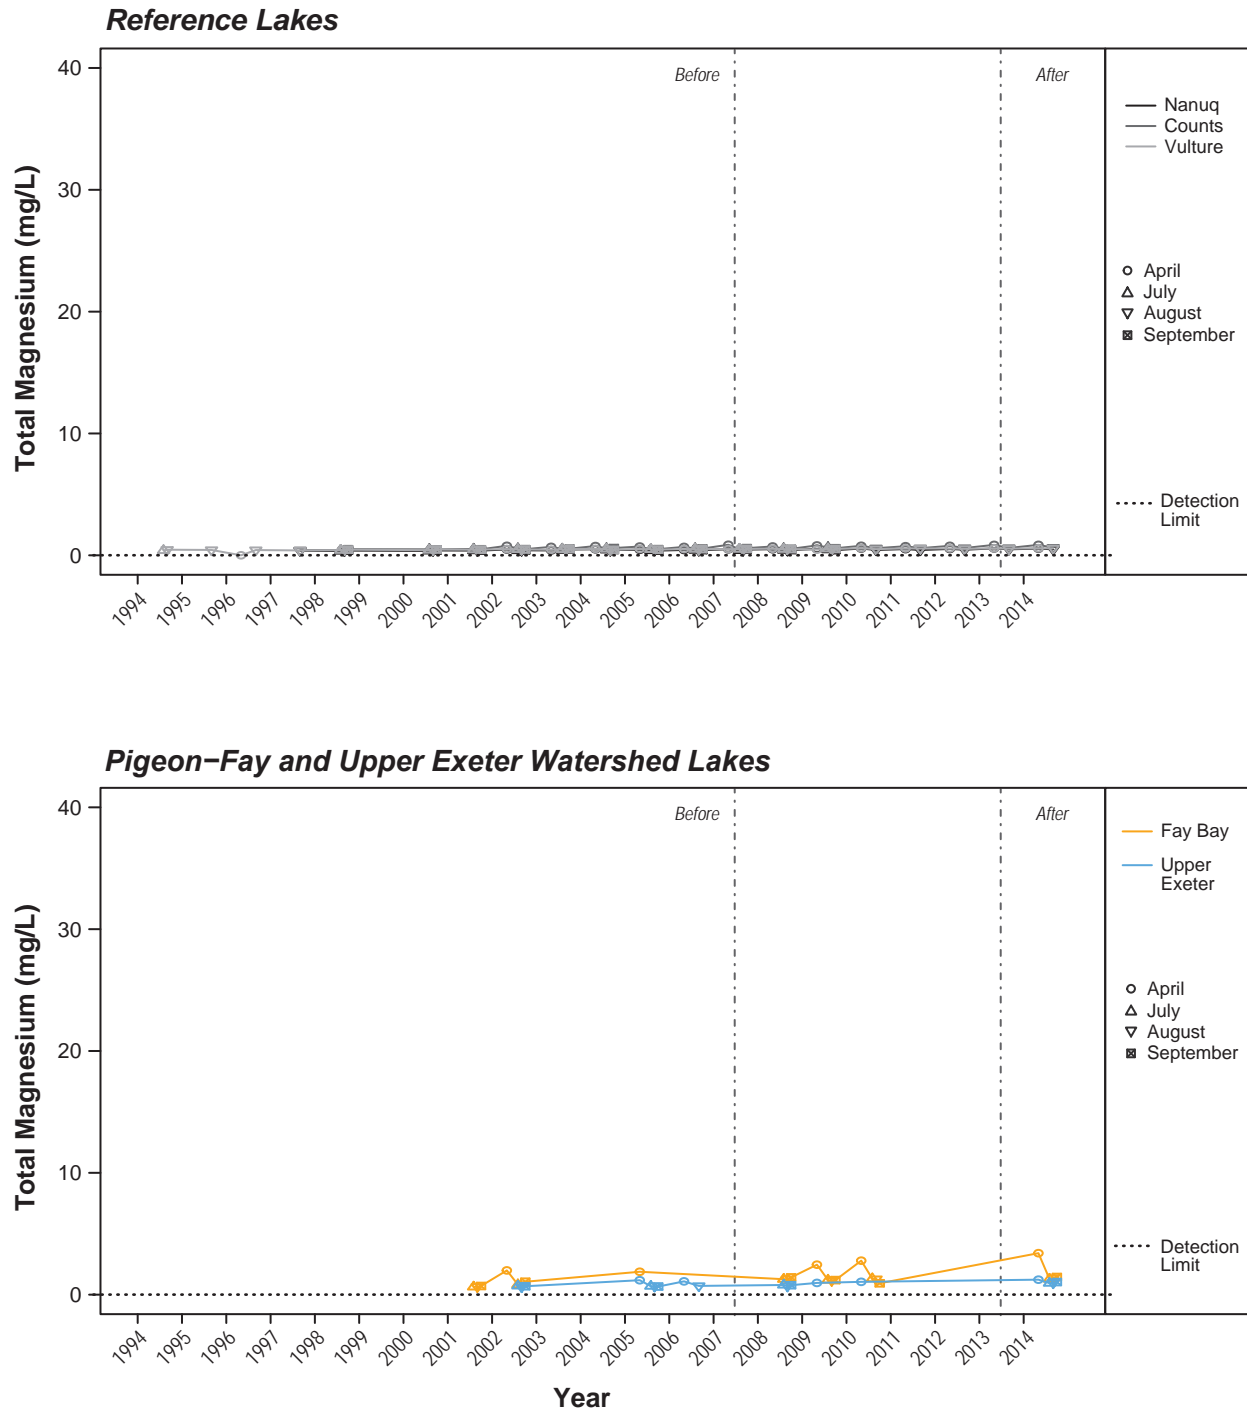 Reference Lakes
Before
After
40
30
20
10
0
Total Magnesium (mg/L)
Nanuq
Counts
Vulture
April
July
August
September
Detection
Limit
1994 1995 1996 1997 1998 1999 2000 2001 2002 2003 2004 2005 2006 2007 2008 2009 2010 2011 2012 2013 2014
Pigeon−Fay and Upper Exeter Watershed Lakes
Before
After
40
30
20
10
0
Total Magnesium (mg/L)
Fay Bay
Upper
Exeter
April
July
August
September
Detection
Limit
1994 1995 1996 1997 1998 1999 2000 2001 2002 2003 2004 2005 2006 2007 2008 2009 2010 2011 2012 2013 2014
Year